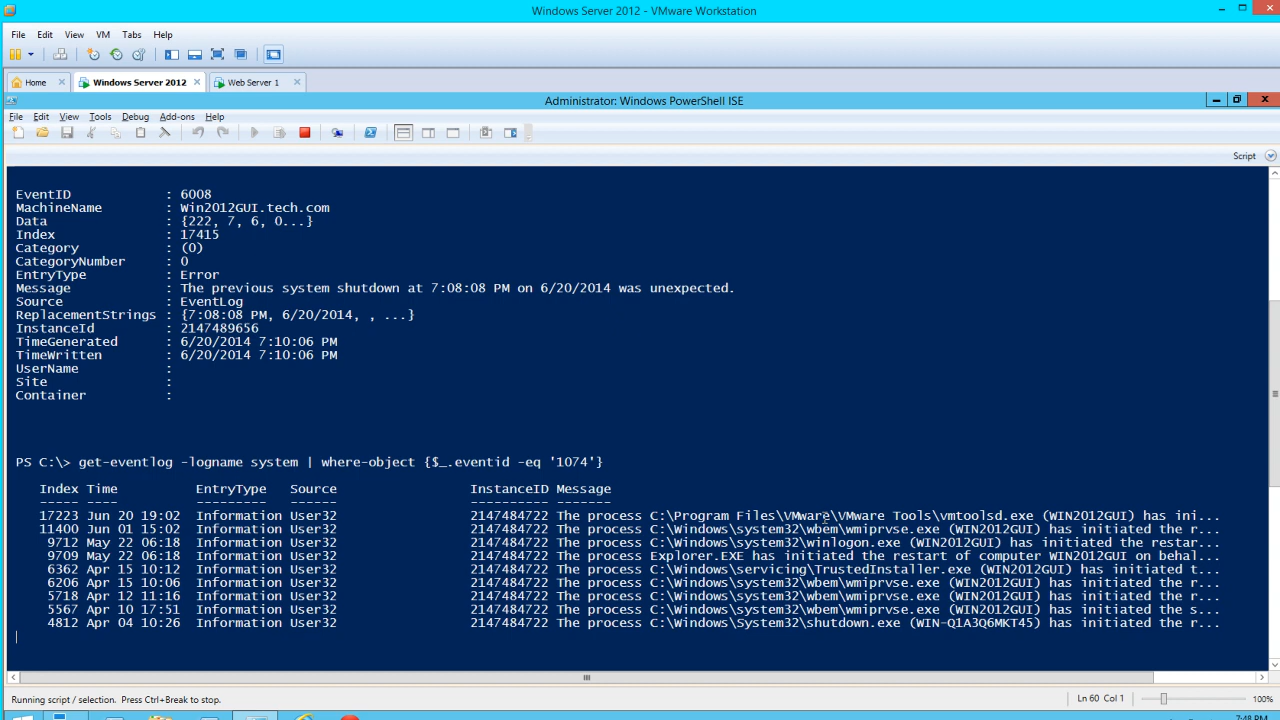 Windows Server 2012 - VMware Workstation
File Edit View VM Tabs Help
Home Windows Server 2012 Web Server 1
Administrator: Windows PowerShell ISE
File Edit View Tools Debug Add-ons Help
Script
EventID : 6008
MachineName : Win2012GUI.tech.com
Data : {222, 7, 6, 0...}
Index : 17415
Category : (0)
CategoryNumber : 0
EntryType : Error
Message : The previous system shutdown at 7:08:08 PM on 6/20/2014 was unexpected.
Source : EventLog
ReplacementStrings : {7:08:08 PM, 6/20/2014, , ...}
InstanceId : 2147489656
TimeGenerated : 6/20/2014 7:10:06 PM
TimeWritten : 6/20/2014 7:10:06 PM
UserName :
Site :
Container :
PS C:\> get-eventlog -logname system | where-object {$_.eventid -eq '1074'}
Index Time EntryType Source InstanceID Message
----- ---- --------- ------ ---------- -------
17223 Jun 20 19:02 Information User32 2147484722 The process C:\Program Files\VMware\VMware Tools\vmtoolsd.exe (WIN2012GUI) has ini...
11400 Jun 01 15:02 Information User32 2147484722 The process C:\Windows\system32\wbem\wmiprvse.exe (WIN2012GUI) has initiated the r...
9712 May 22 06:18 Information User32 2147484722 The process C:\Windows\system32\winlogon.exe (WIN2012GUI) has initiated the restar...
9709 May 22 06:18 Information User32 2147484722 The process Explorer.EXE has initiated the restart of computer WIN2012GUI on behal...
6362 Apr 15 10:12 Information User32 2147484722 The process C:\Windows\servicing\TrustedInstaller.exe (WIN2012GUI) has initiated t...
6206 Apr 15 10:06 Information User32 2147484722 The process C:\Windows\system32\wbem\wmiprvse.exe (WIN2012GUI) has initiated the r...
5718 Apr 12 11:16 Information User32 2147484722 The process C:\Windows\system32\wbem\wmiprvse.exe (WIN2012GUI) has initiated the r...
5567 Apr 10 17:51 Information User32 2147484722 The process C:\Windows\system32\wbem\wmiprvse.exe (WIN2012GUI) has initiated the s...
4812 Apr 04 10:26 Information User32 2147484722 The process C:\Windows\System32\shutdown.exe (WIN-Q1A3Q6MKT45) has initiated the r...
Running script / selection. Press Ctrl+Break to stop. Ln 60 Col 1 100%
7:48 PM